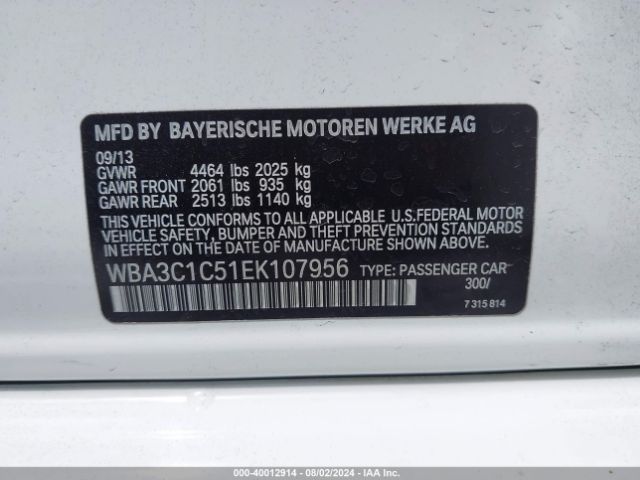 MFD BY BAYERISCHE MOTOREN WERKE AG
09/13
GVWR 4464 lbs 2025 kg
GAWR FRONT 2061 lbs 935 kg
GAWR REAR 2513 lbs 1140 kg
THIS VEHICLE CONFORMS TO ALL APPLICABLE U.S.FEDERAL MOTOR
VEHICLE SAFETY, BUMPER AND THEFT PREVENTION STANDARDS
IN EFFECT ON THE DATE OF MANUFACTURE SHOWN ABOVE.
WBA3C1C51EK107956 TYPE: PASSENGER CAR
300/
7 315 814
000-40012914 - 08/02/2024 - IAA Inc.